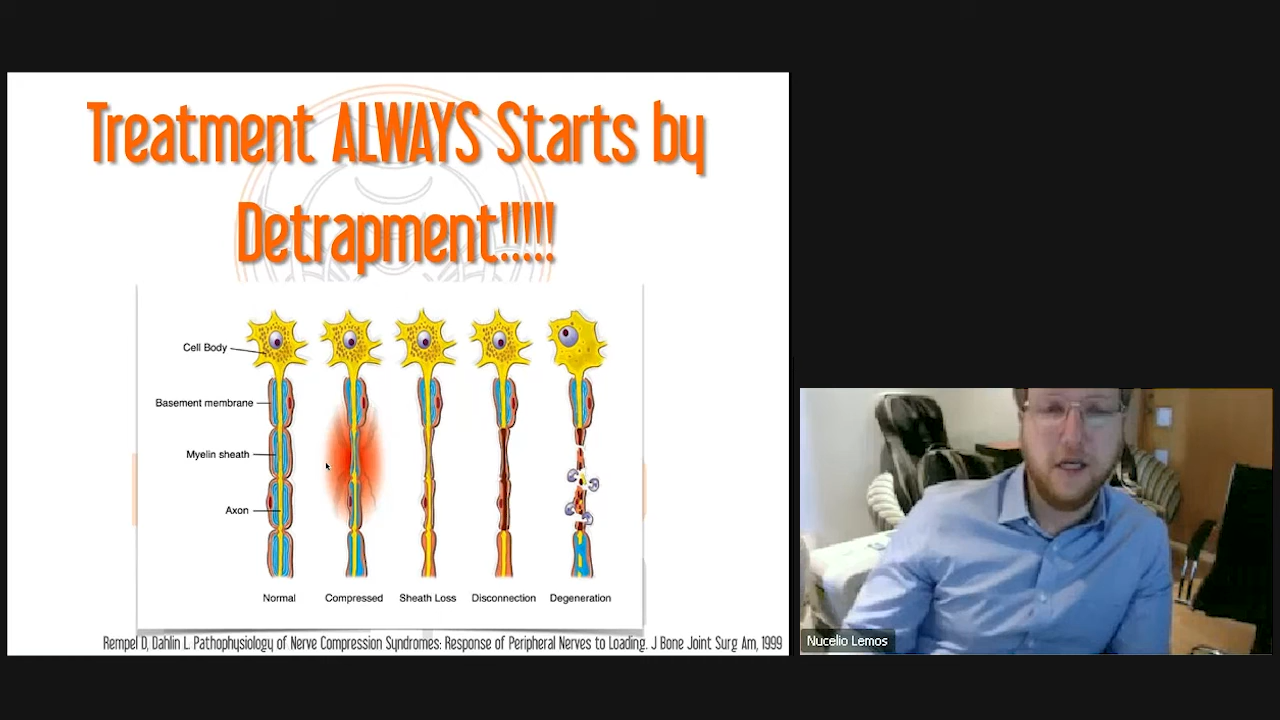 Treatment ALWAYS Starts by
Detrapment!!!!!
Cell Body
Basement membrane
Myelin sheath
Axon
Normal
Compressed
Sheath Loss
Disconnection
Degeneration
Rempel D, Dahlin L. Pathophysiology of Nerve Compression Syndromes: Response of Peripheral Nerves to Loading. J Bone Joint Surg Am, 1999
Nucelio Lemos